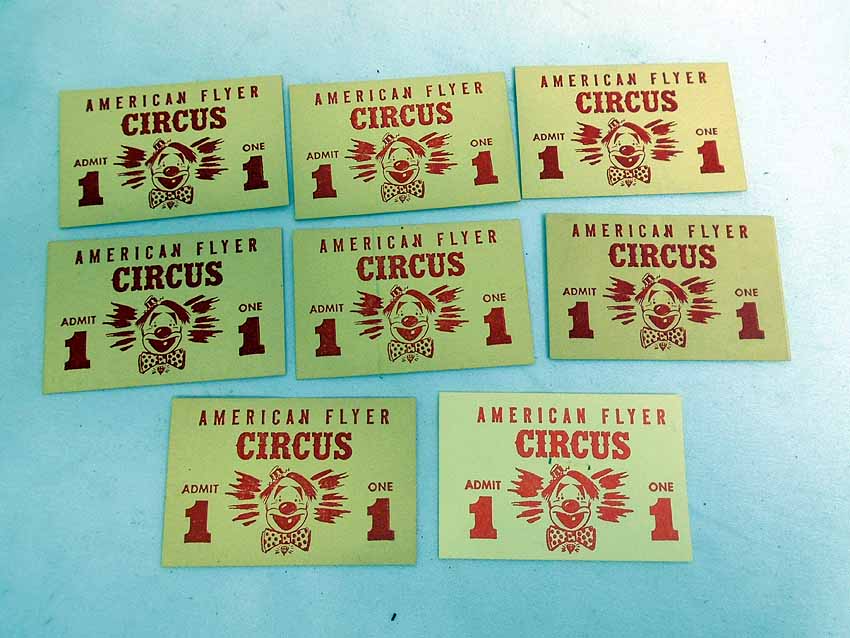 AMERICAN FLYER
CIRCUS
ADMIT ONE
1 1
AMERICAN FLYER
CIRCUS
ADMIT ONE
1 1
AMERICAN FLYER
CIRCUS
ADMIT ONE
1 1
AMERICAN FLYER
CIRCUS
ADMIT ONE
1 1
AMERICAN FLYER
CIRCUS
ADMIT ONE
1 1
AMERICAN FLYER
CIRCUS
ADMIT ONE
1 1
AMERICAN FLYER
CIRCUS
ADMIT ONE
1 1
AMERICAN FLYER
CIRCUS
ADMIT ONE
1 1